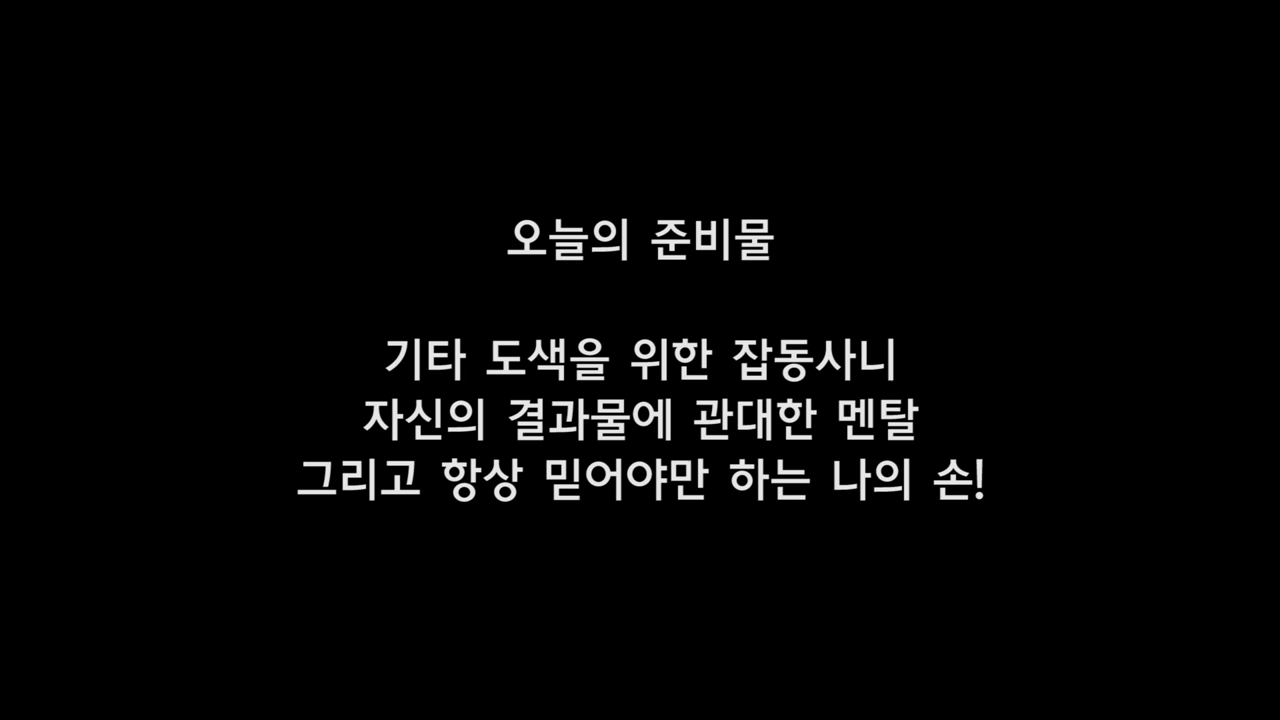 오늘의 준비물
기타 도색을 위한 잡동사니
자신의 결과물에 관대한 멘탈
그리고 항상 믿어야만 하는 나의 손!